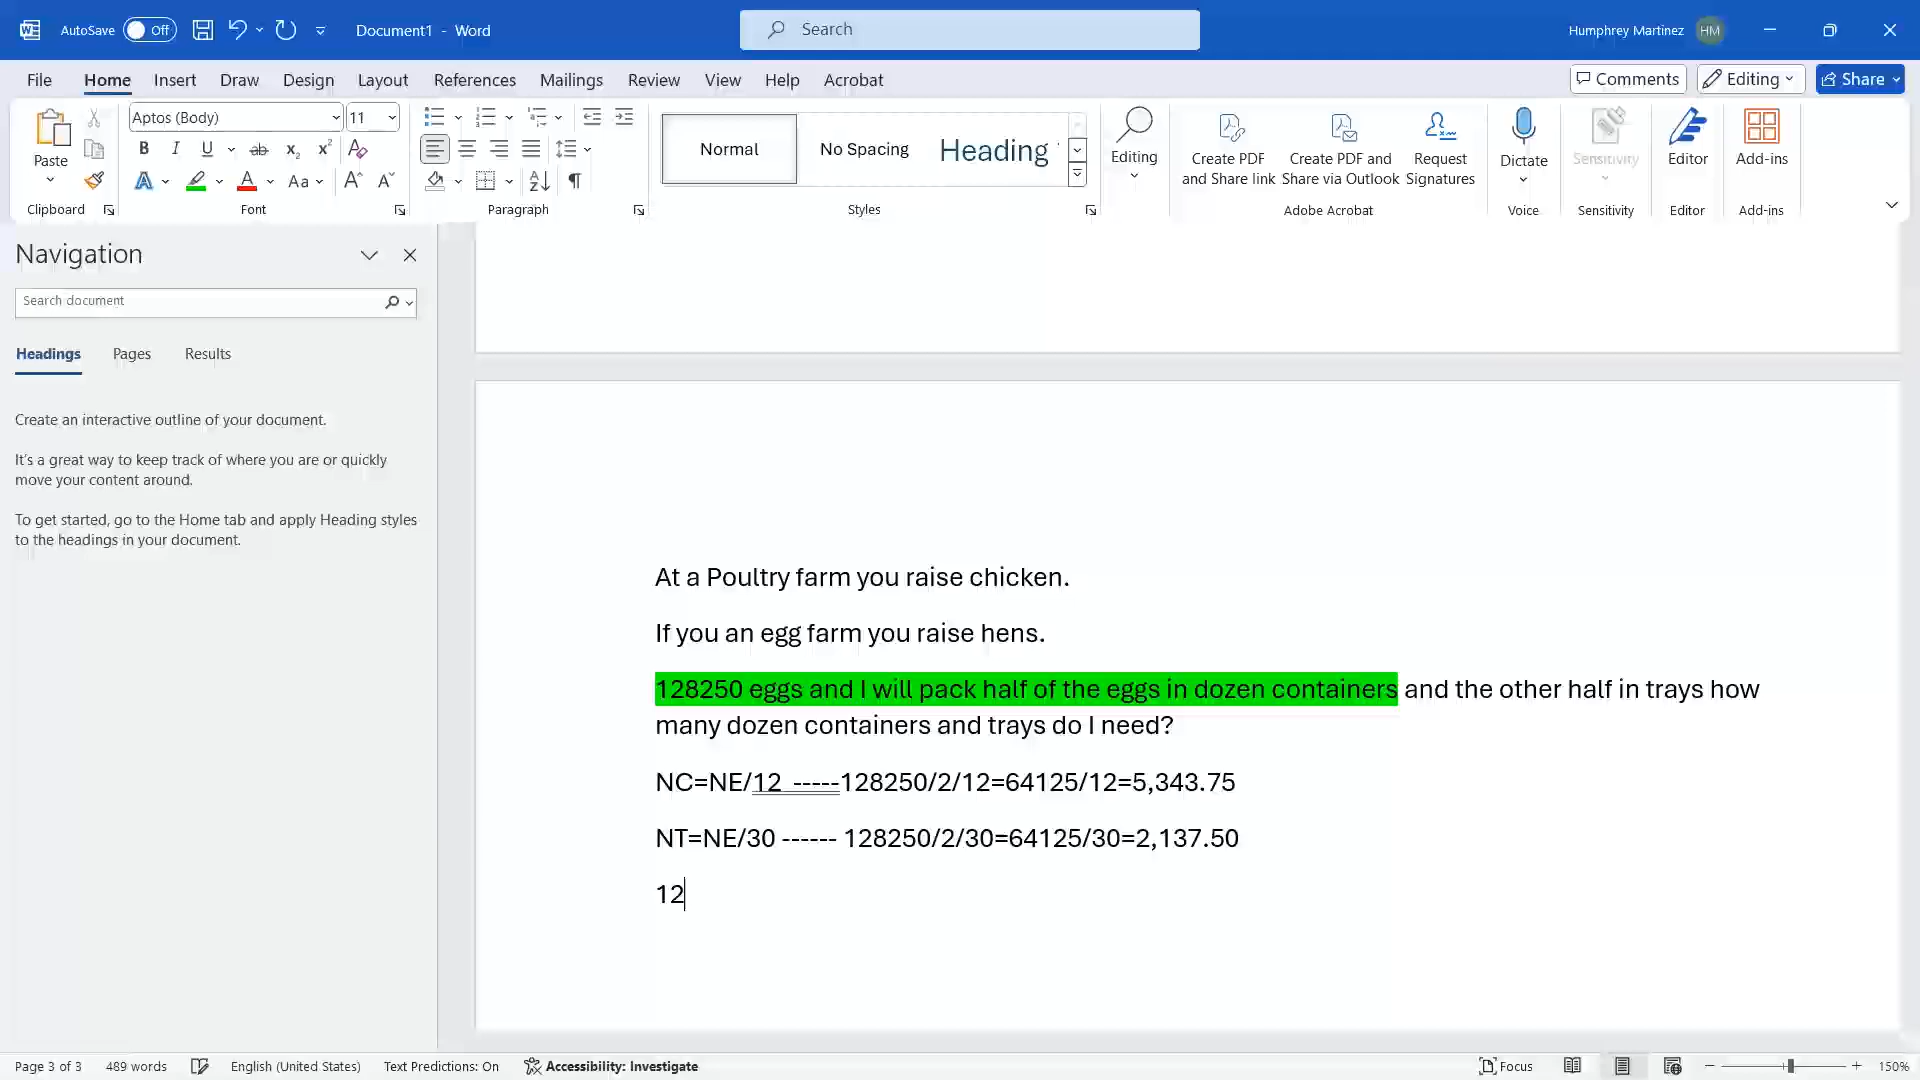 AutoSave Off Document1 - Word Search Humphrey Martinez HM
File Home Insert Draw Design Layout References Mailings Review View Help Acrobat Comments Editing Share
Aptos (Body) 11
Paste B I U ab x₂ x² A
Normal No Spacing Heading
Editing
Create PDF and Share link
Create PDF and Share via Outlook
Request Signatures
Dictate
Sensitivity
Editor
Add-ins
A A Aa A A
Clipboard Font Paragraph Styles Adobe Acrobat Voice Sensitivity Editor Add-ins
Navigation
Search document
Headings Pages Results
Create an interactive outline of your document.
It's a great way to keep track of where you are or quickly
move your content around.
To get started, go to the Home tab and apply Heading styles
to the headings in your document.
At a Poultry farm you raise chicken.
If you an egg farm you raise hens.
128250 eggs and I will pack half of the eggs in dozen containers and the other half in trays how
many dozen containers and trays do I need?
NC=NE/12 -----128250/2/12=64125/12=5,343.75
NT=NE/30 ------ 128250/2/30=64125/30=2,137.50
12
Page 3 of 3 489 words English (United States) Text Predictions: On Accessibility: Investigate Focus 150%